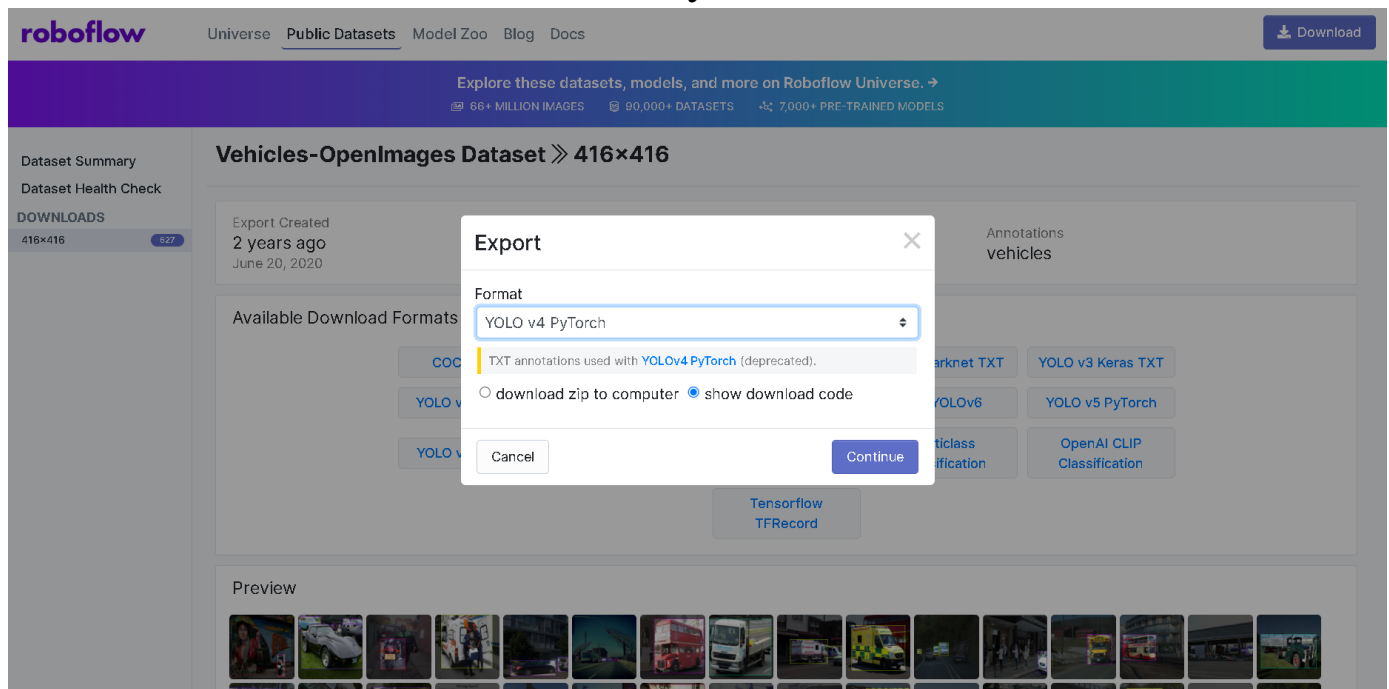 roboflow
Universe Public Datasets Model Zoo Blog Docs
Download
Explore these datasets, models, and more on Roboflow Universe. →
66+ MILLION IMAGES 90,000+ DATASETS 7,000+ PRE-TRAINED MODELS
Dataset Summary
Dataset Health Check
DOWNLOADS
416×416 627
Vehicles-OpenImages Dataset ≫ 416×416
Export Created
2 years ago
June 20, 2020
Annotations
vehicles
Available Download Formats
COC
arknet TXT
YOLO v3 Keras TXT
YOLO v
YOLOv6
YOLO v5 PyTorch
YOLO v
ticlass
ification
OpenAI CLIP
Classification
Tensorflow
TFRecord
Export
×
Format
YOLO v4 PyTorch
TXT annotations used with YOLOv4 PyTorch (deprecated).
download zip to computer show download code
Cancel Continue
Preview